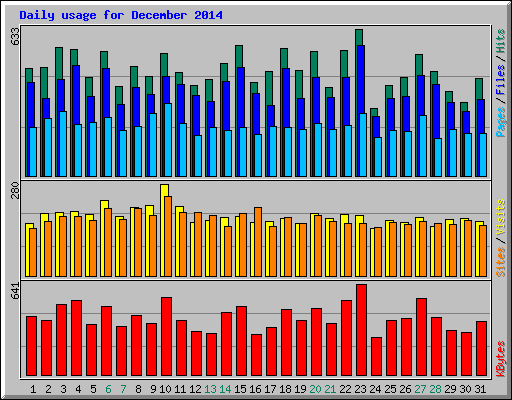 Daily usage for December 2014
633
Pages / Files / Hits
280
Sites / Visits
641
KBytes
1 2 3 4 5 6 7 8 9 10 11 12 13 14 15 16 17 18 19 20 21 22 23 24 25 26 27 28 29 30 31